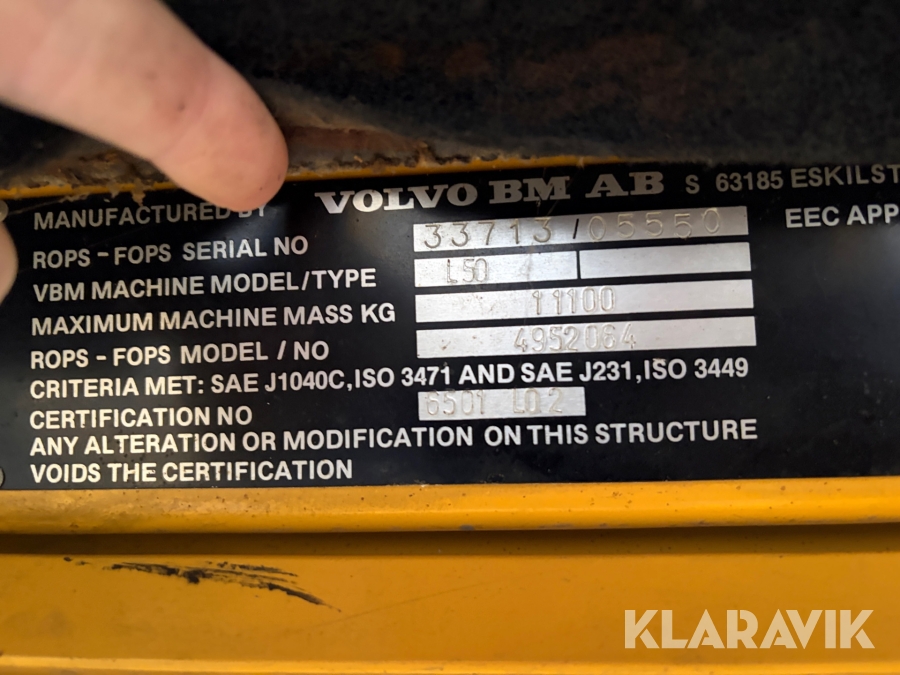 MANUFACTURED BY VOLVO BM AB S 63185 ESKILST
ROPS - FOPS SERIAL NO 33713/05550 EEC APP
VBM MACHINE MODEL/TYPE L50
MAXIMUM MACHINE MASS KG 11100
ROPS - FOPS MODEL / NO 4952064
CRITERIA MET: SAE J1040C, ISO 3471 AND SAE J231, ISO 3449
CERTIFICATION NO 6501 L02
ANY ALTERATION OR MODIFICATION ON THIS STRUCTURE
VOIDS THE CERTIFICATION
KLARAVIK